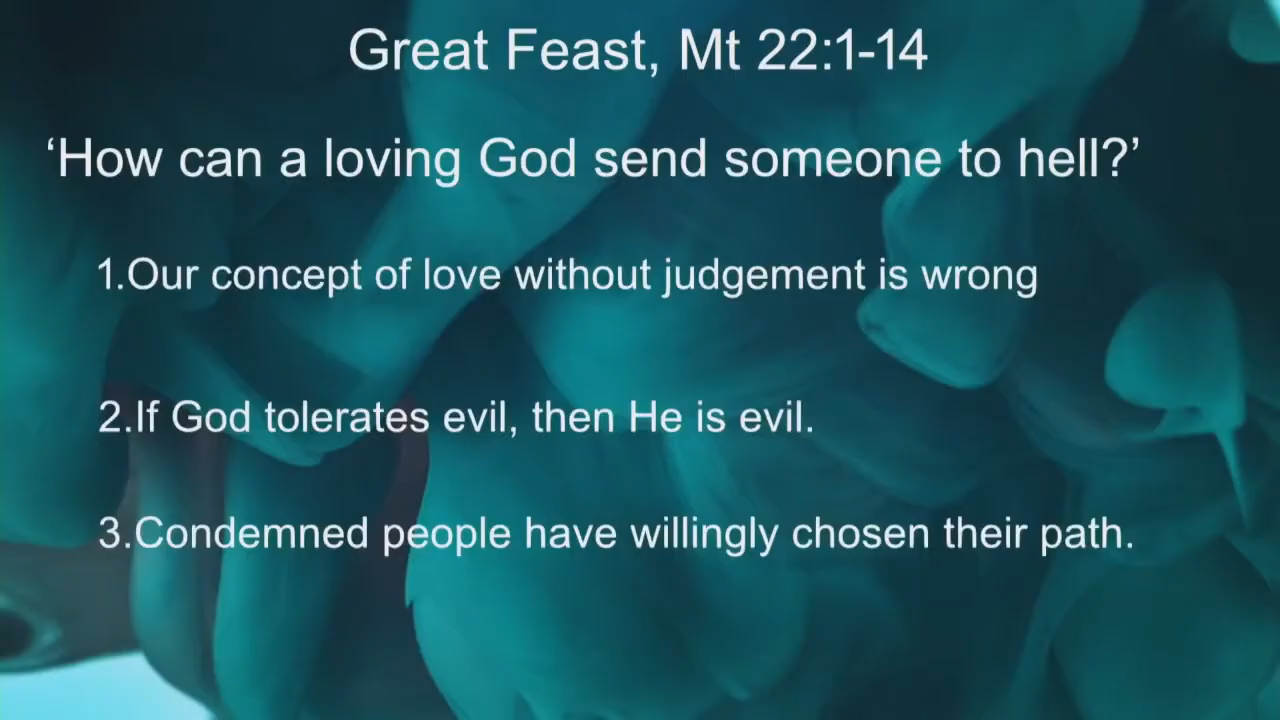 Great Feast, Mt 22:1-14
‘How can a loving God send someone to hell?’
1.Our concept of love without judgement is wrong
2.If God tolerates evil, then He is evil.
3.Condemned people have willingly chosen their path.